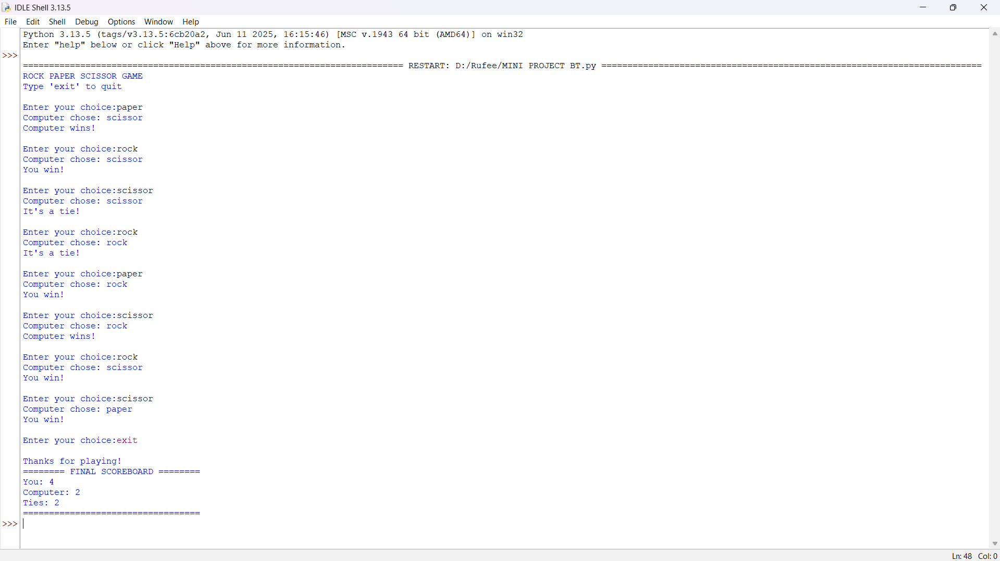 IDLE Shell 3.13.5
File Edit Shell Debug Options Window Help
Python 3.13.5 (tags/v3.13.5:6cb20a2, Jun 11 2025, 16:15:46) [MSC v.1943 64 bit (AMD64)] on win32
Enter "help" below or click "Help" above for more information.
>>>
========================================================================= RESTART: D:/Rufee/MINI PROJECT BT.py =========================================================================
ROCK PAPER SCISSOR GAME
Type 'exit' to quit
Enter your choice:paper
Computer chose: scissor
Computer wins!
Enter your choice:rock
Computer chose: scissor
You win!
Enter your choice:scissor
Computer chose: scissor
It's a tie!
Enter your choice:rock
Computer chose: rock
It's a tie!
Enter your choice:paper
Computer chose: rock
You win!
Enter your choice:scissor
Computer chose: rock
Computer wins!
Enter your choice:rock
Computer chose: scissor
You win!
Enter your choice:scissor
Computer chose: paper
You win!
Enter your choice:exit
Thanks for playing!
======== FINAL SCOREBOARD ========
You: 4
Computer: 2
Ties: 2
==================================
>>>
Ln: 48 Col: 0